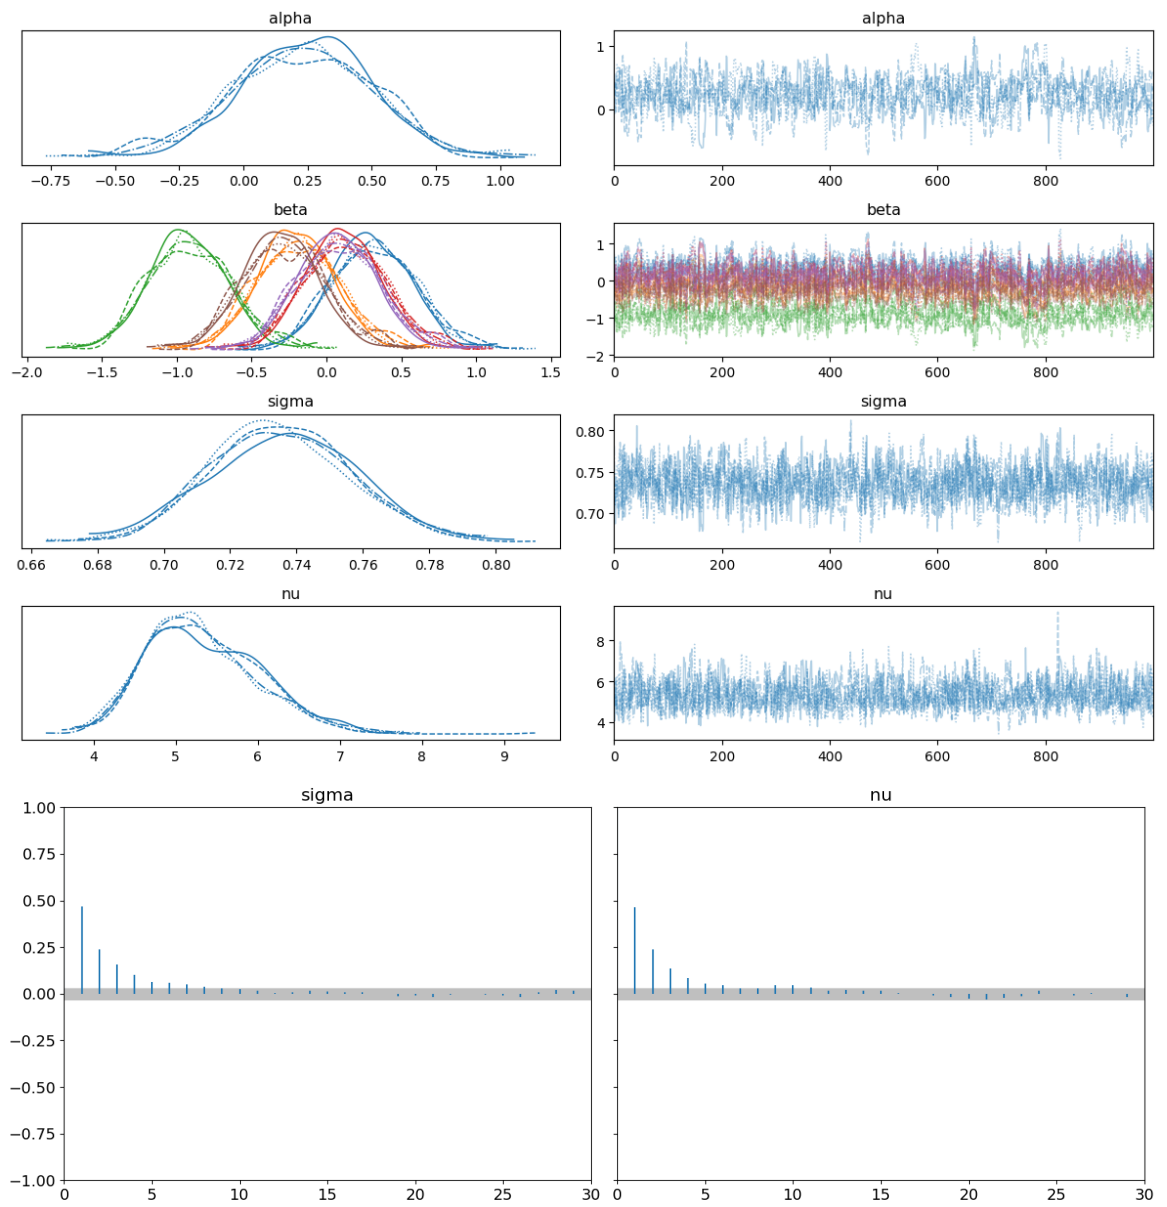 alpha
alpha
1
0
−0.75 −0.50 −0.25 0.00 0.25 0.50 0.75 1.00
0 200 400 600 800
beta
beta
1
0
−1
−2
−2.0 −1.5 −1.0 −0.5 0.0 0.5 1.0 1.5
0 200 400 600 800
sigma
sigma
0.80
0.75
0.70
0.66 0.68 0.70 0.72 0.74 0.76 0.78 0.80
0 200 400 600 800
nu
nu
8
6
4
4 5 6 7 8 9
0 200 400 600 800
sigma
nu
1.00
0.75
0.50
0.25
0.00
−0.25
−0.50
−0.75
−1.00
0 5 10 15 20 25 30
0 5 10 15 20 25 30